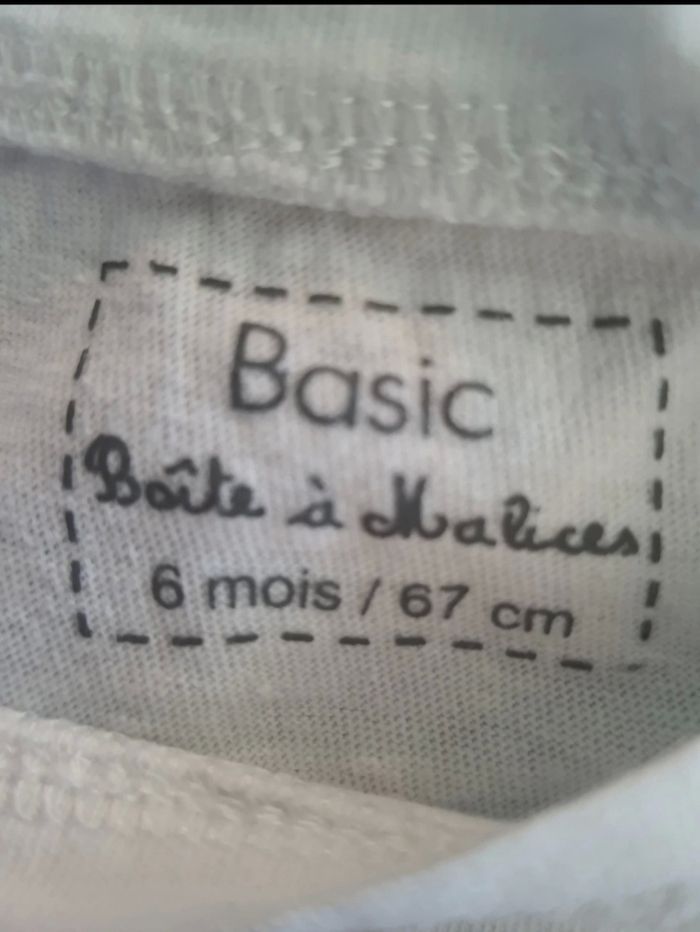 Basic
Boîte à Malices
6 mois / 67 cm